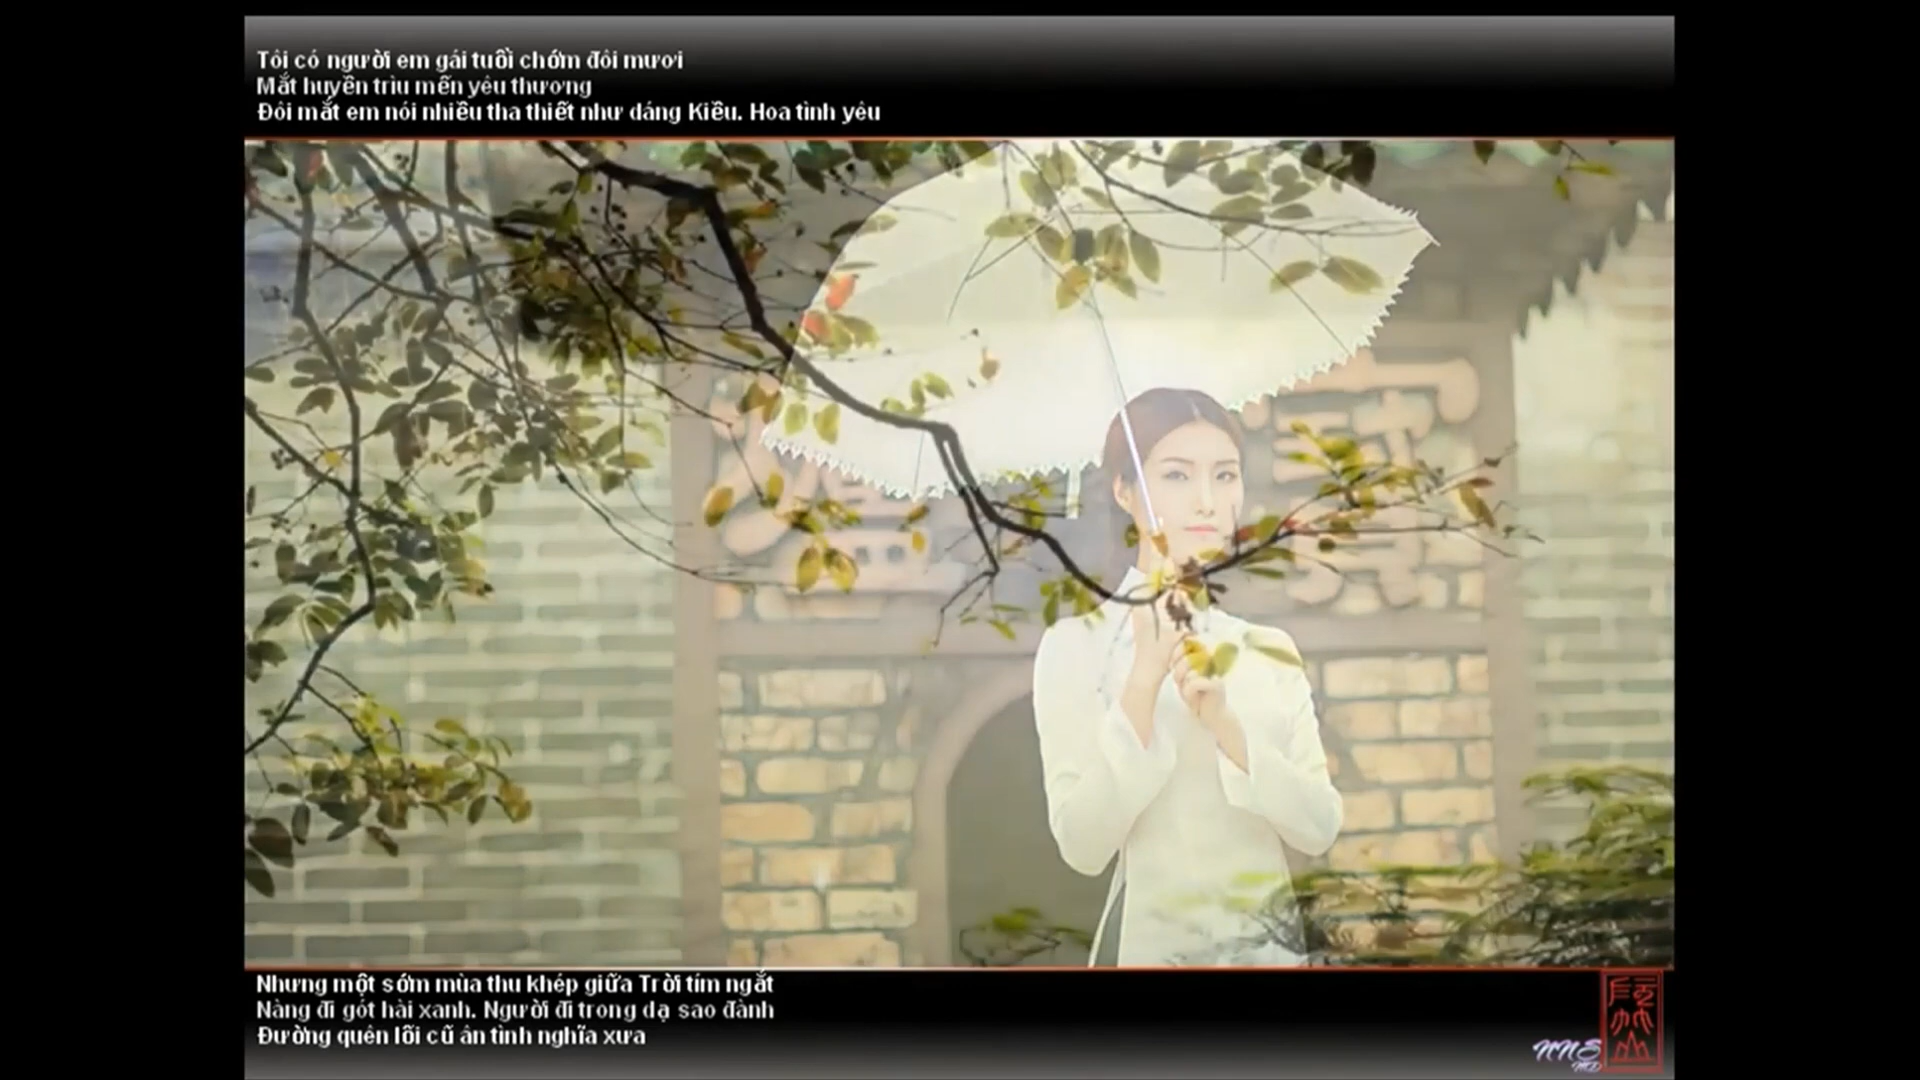 Tôi có người em gái tuổi chớm đôi mươi
Mắt huyền trìu mến yêu thương
Đôi mắt em nói nhiều tha thiết như dáng Kiều. Hoa tình yêu
Nhưng một sớm mùa thu khép giữa Trời tím ngắt
Nàng đi gót hài xanh. Người đi trong dạ sao đành
Đường quên lối cũ ân tình nghĩa xưa
NNS
MD